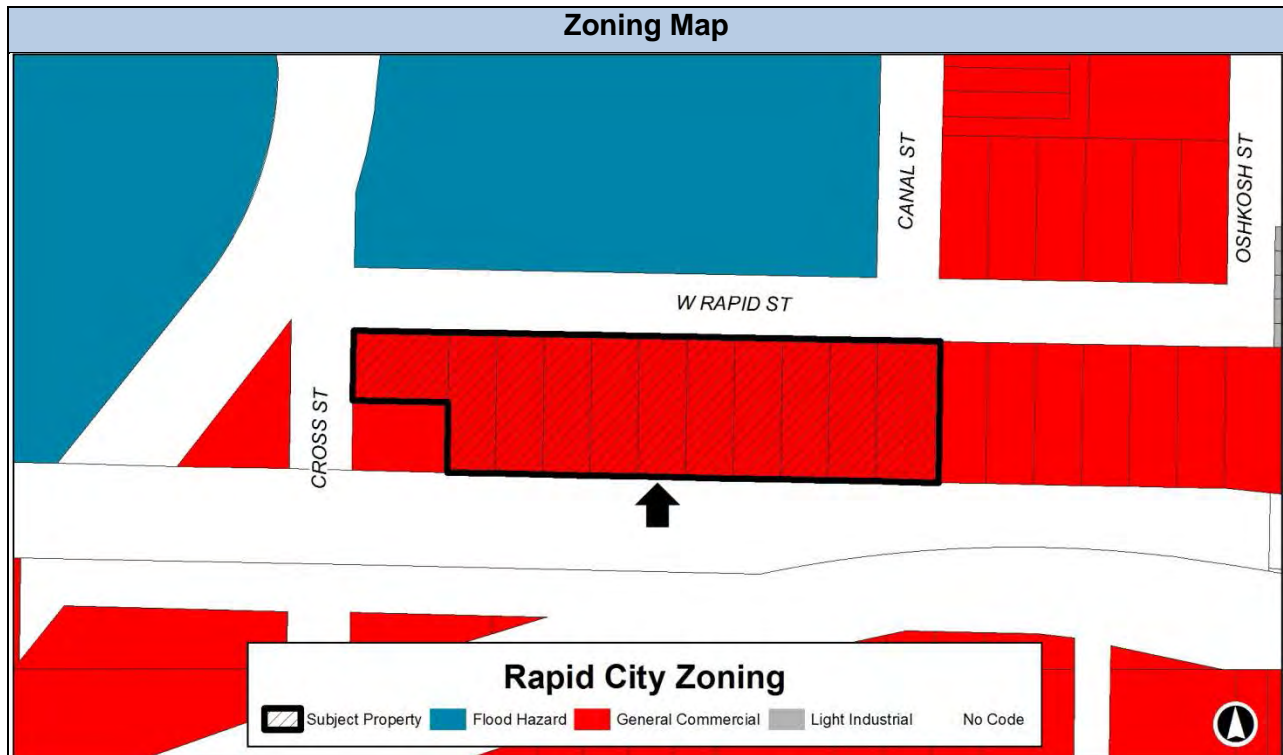 Zoning Map
CANAL ST
OSHKOSH ST
W RAPID ST
CROSS ST
Rapid City Zoning
Subject Property Flood Hazard General Commercial Light Industrial No Code